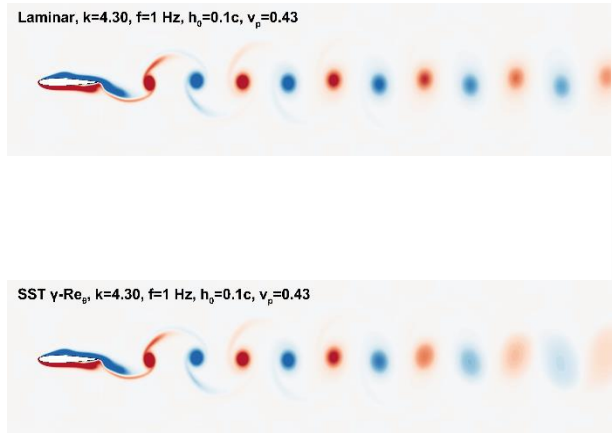 Laminar, k=4.30, f=1 Hz, h₀=0.1c, vₚ=0.43
SST γ-Re_θ, k=4.30, f=1 Hz, h₀=0.1c, vₚ=0.43